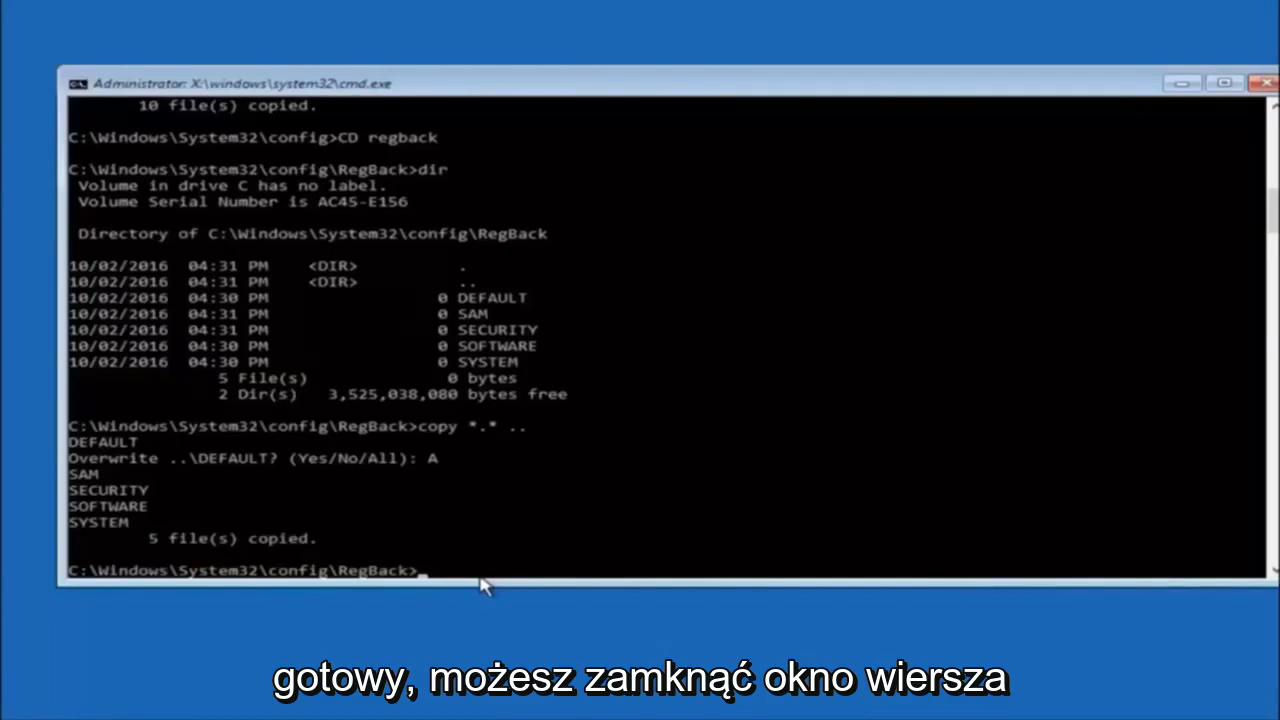 Administrator: X:\windows\system32\cmd.exe
10 file(s) copied.
C:\Windows\System32\config>CD regback
C:\Windows\System32\config\RegBack>dir
Volume in drive C has no label.
Volume Serial Number is AC45-E156
Directory of C:\Windows\System32\config\RegBack
10/02/2016 04:31 PM <DIR> .
10/02/2016 04:31 PM <DIR> ..
10/02/2016 04:30 PM 0 DEFAULT
10/02/2016 04:31 PM 0 SAM
10/02/2016 04:31 PM 0 SECURITY
10/02/2016 04:30 PM 0 SOFTWARE
10/02/2016 04:30 PM 0 SYSTEM
5 File(s) 0 bytes
2 Dir(s) 3,525,038,080 bytes free
C:\Windows\System32\config\RegBack>copy *.* ..
DEFAULT
Overwrite ..\DEFAULT? (Yes/No/All): A
SAM
SECURITY
SOFTWARE
SYSTEM
5 file(s) copied.
C:\Windows\System32\config\RegBack>_
gotowy, możesz zamknąć okno wiersza